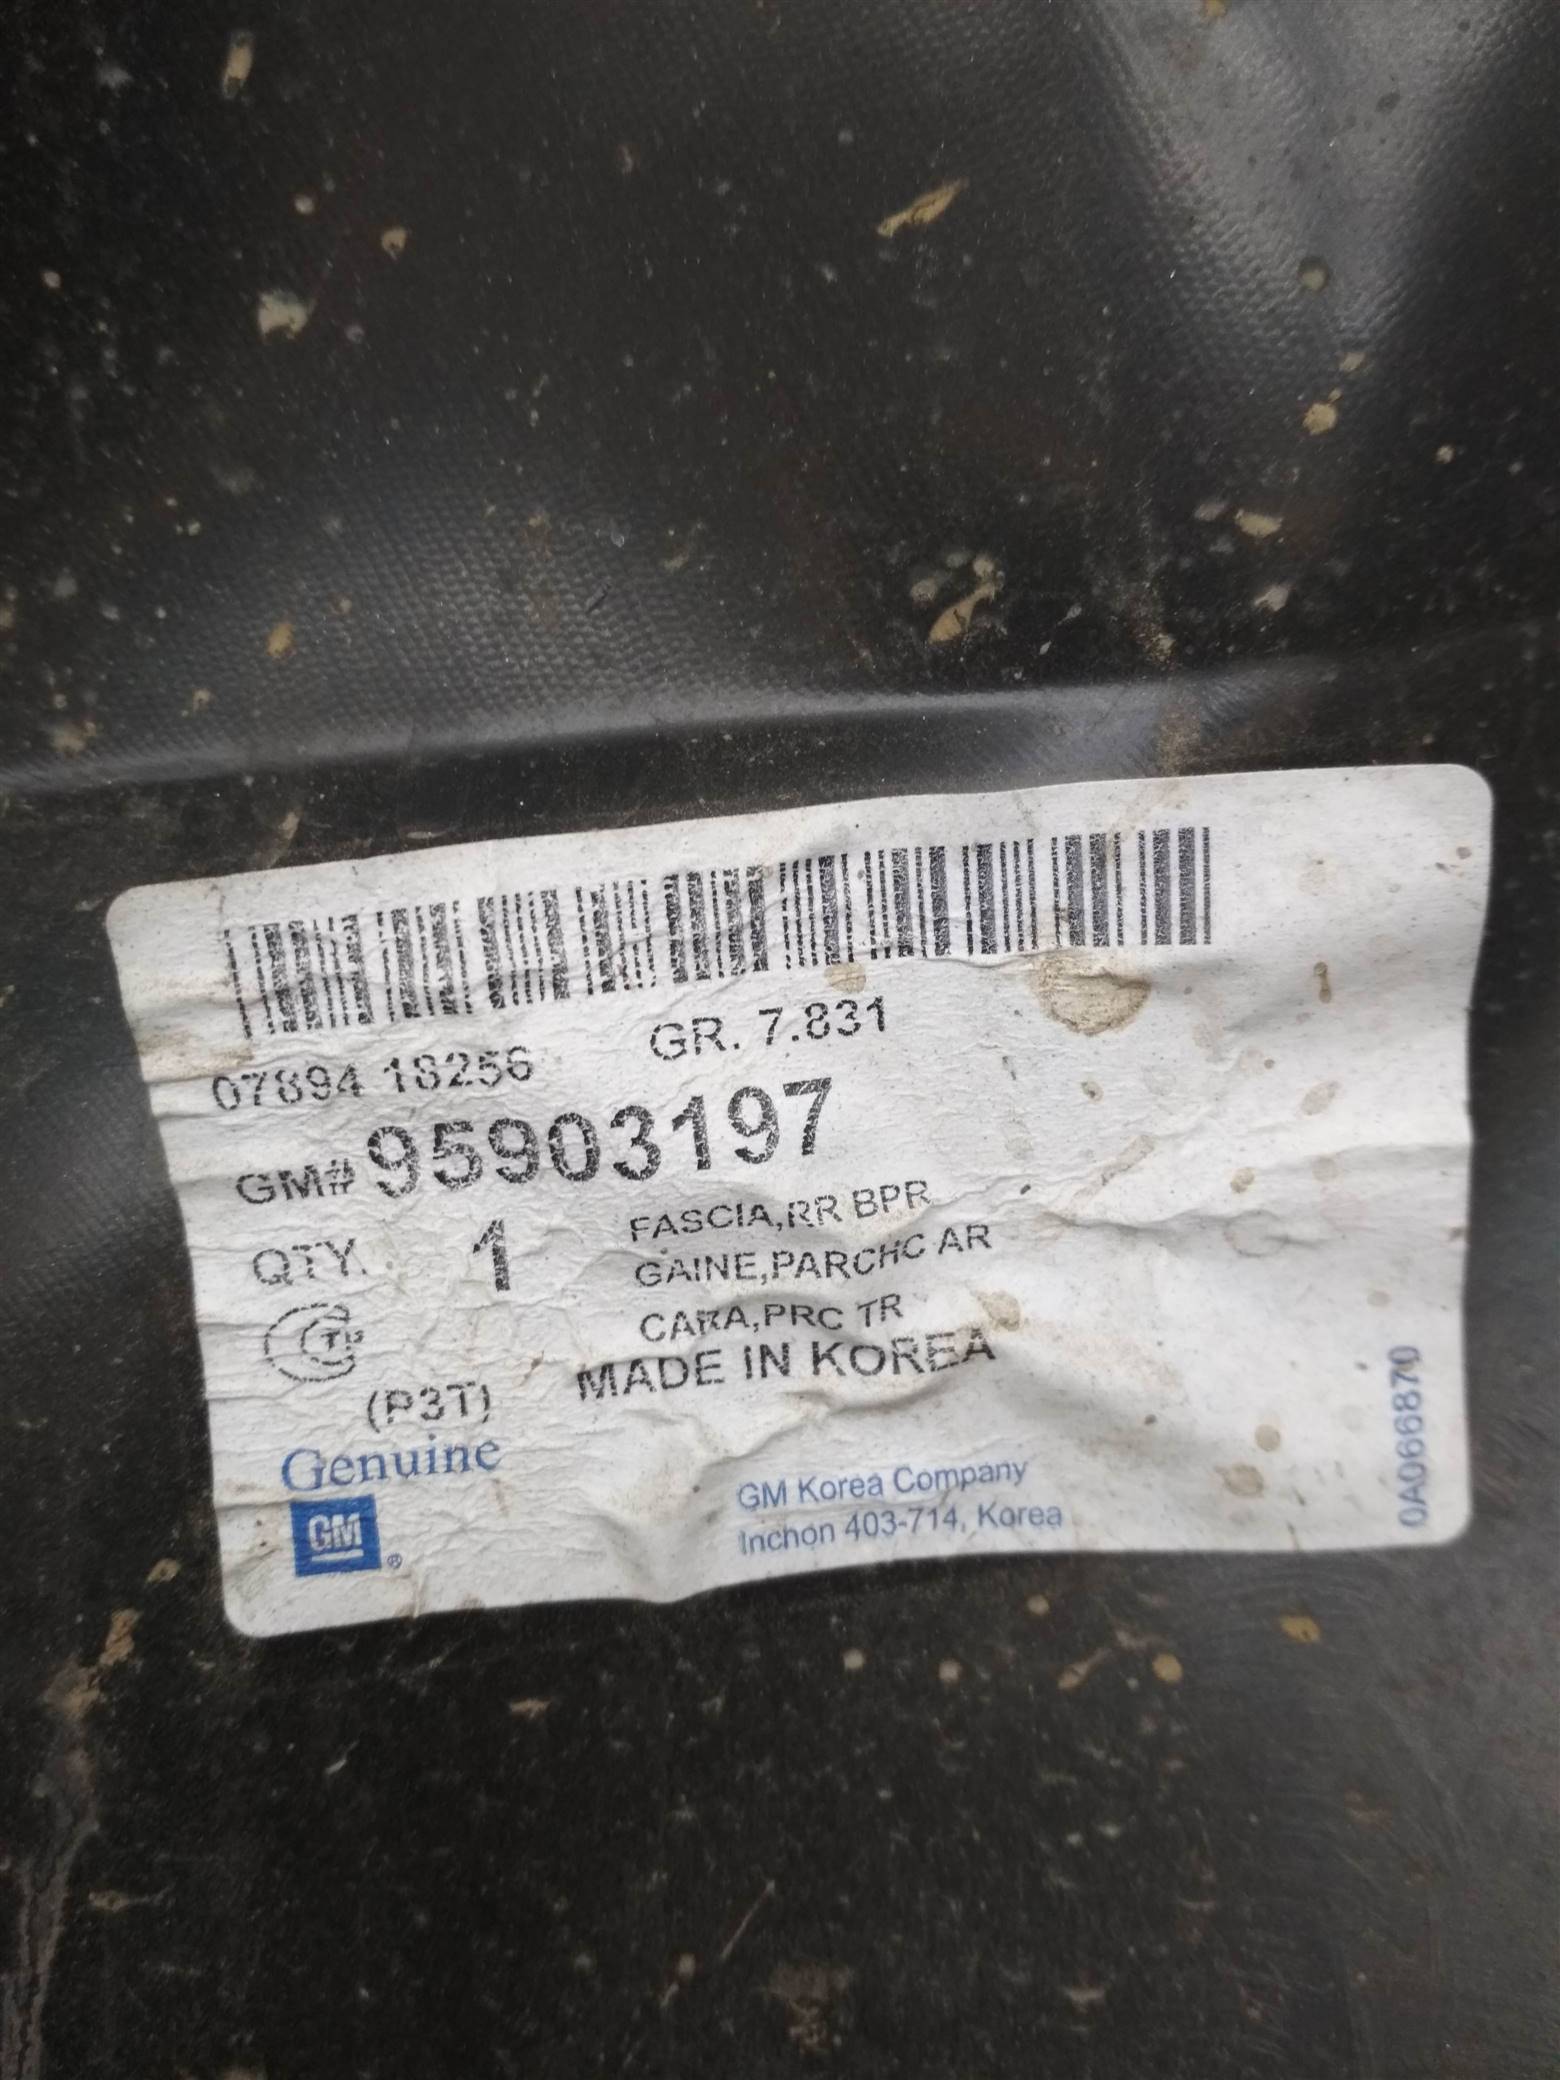 07894 18256
GR. 7.831
GM# 95903197
QTY. 1
FASCIA,RR BPR
GAINE,PARCHC AR
CARA,PRC TR
MADE IN KOREA
(P3T)
Genuine
GM
®
GM Korea Company
Inchon 403-714, Korea
0A066870